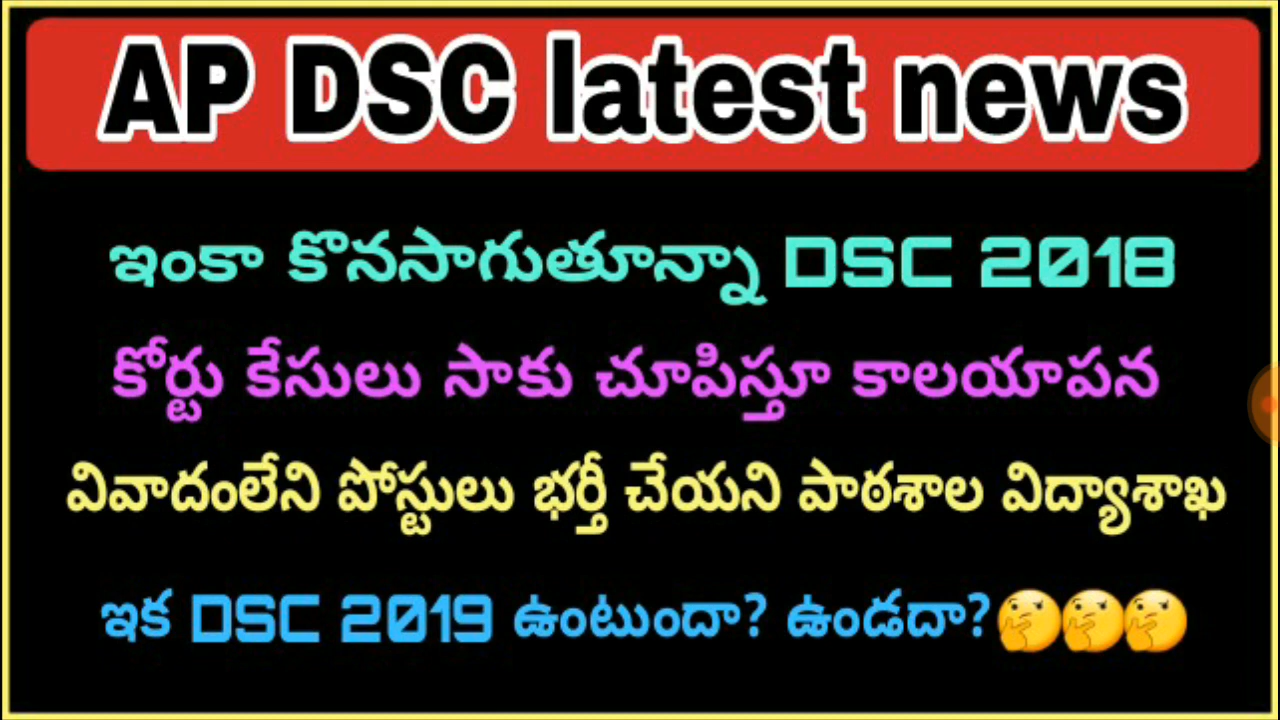 AP DSC latest news
ఇంకా కొనసాగుతూన్నా DSC 2018
కోర్టు కేసులు సాకు చూపిస్తూ కాలయాపన
వివాదంలేని పోస్టులు భర్తీ చేయని పాఠశాల విద్యాశాఖ
ఇక DSC 2019 ఉంటుందా? ఉండదా?🤔🤔🤔